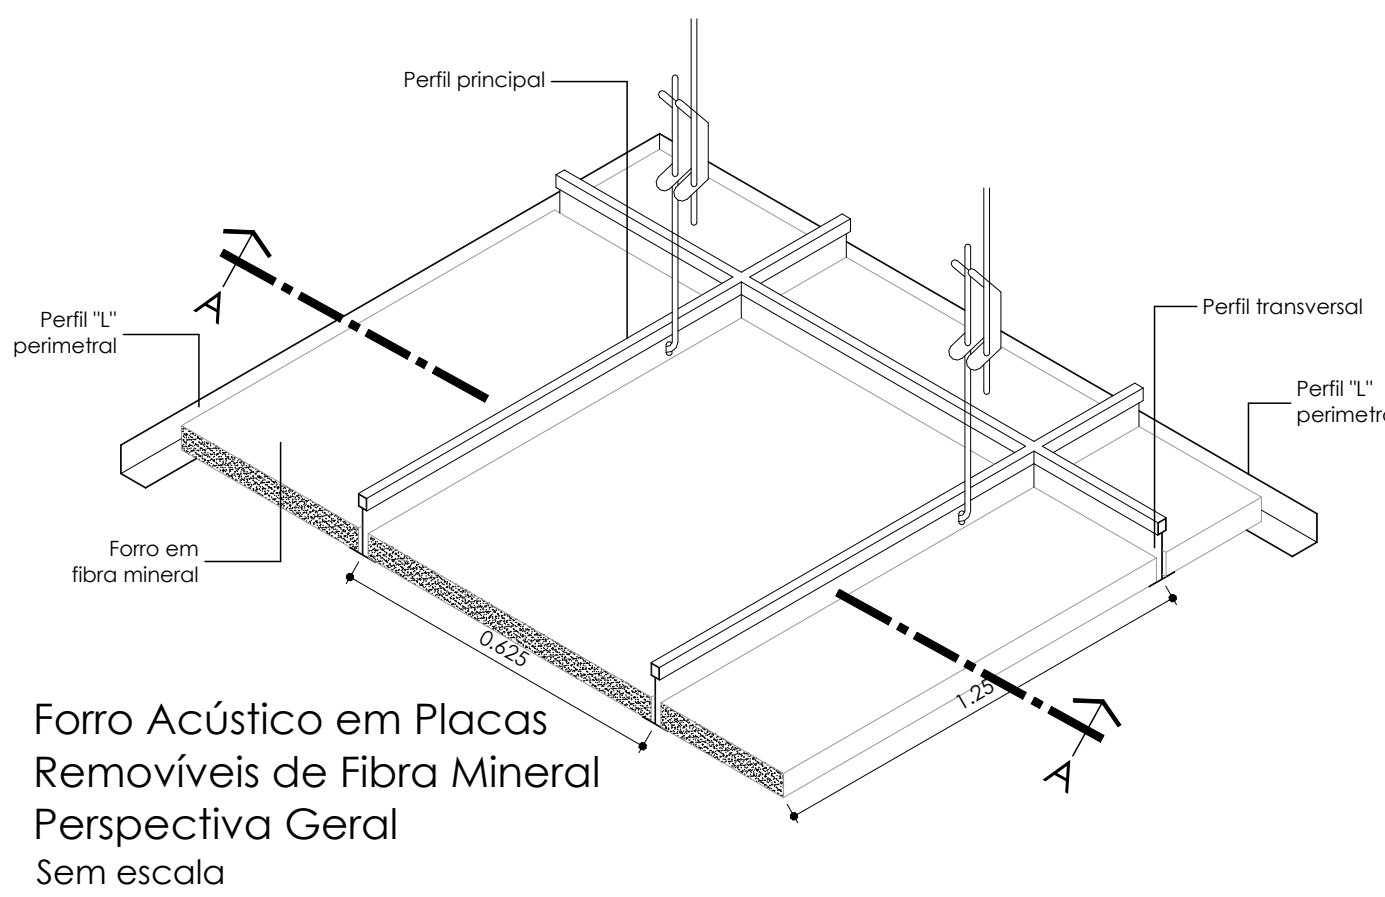 Perfil principal
A
Perfil "L"
perimetral
Perfil transversal
Perfil "L"
Forro em
fibra mineral
0.625
1.25
A
Forro Acústico em Placas
Removíveis de Fibra Mineral
Perspectiva Geral
Sem escala